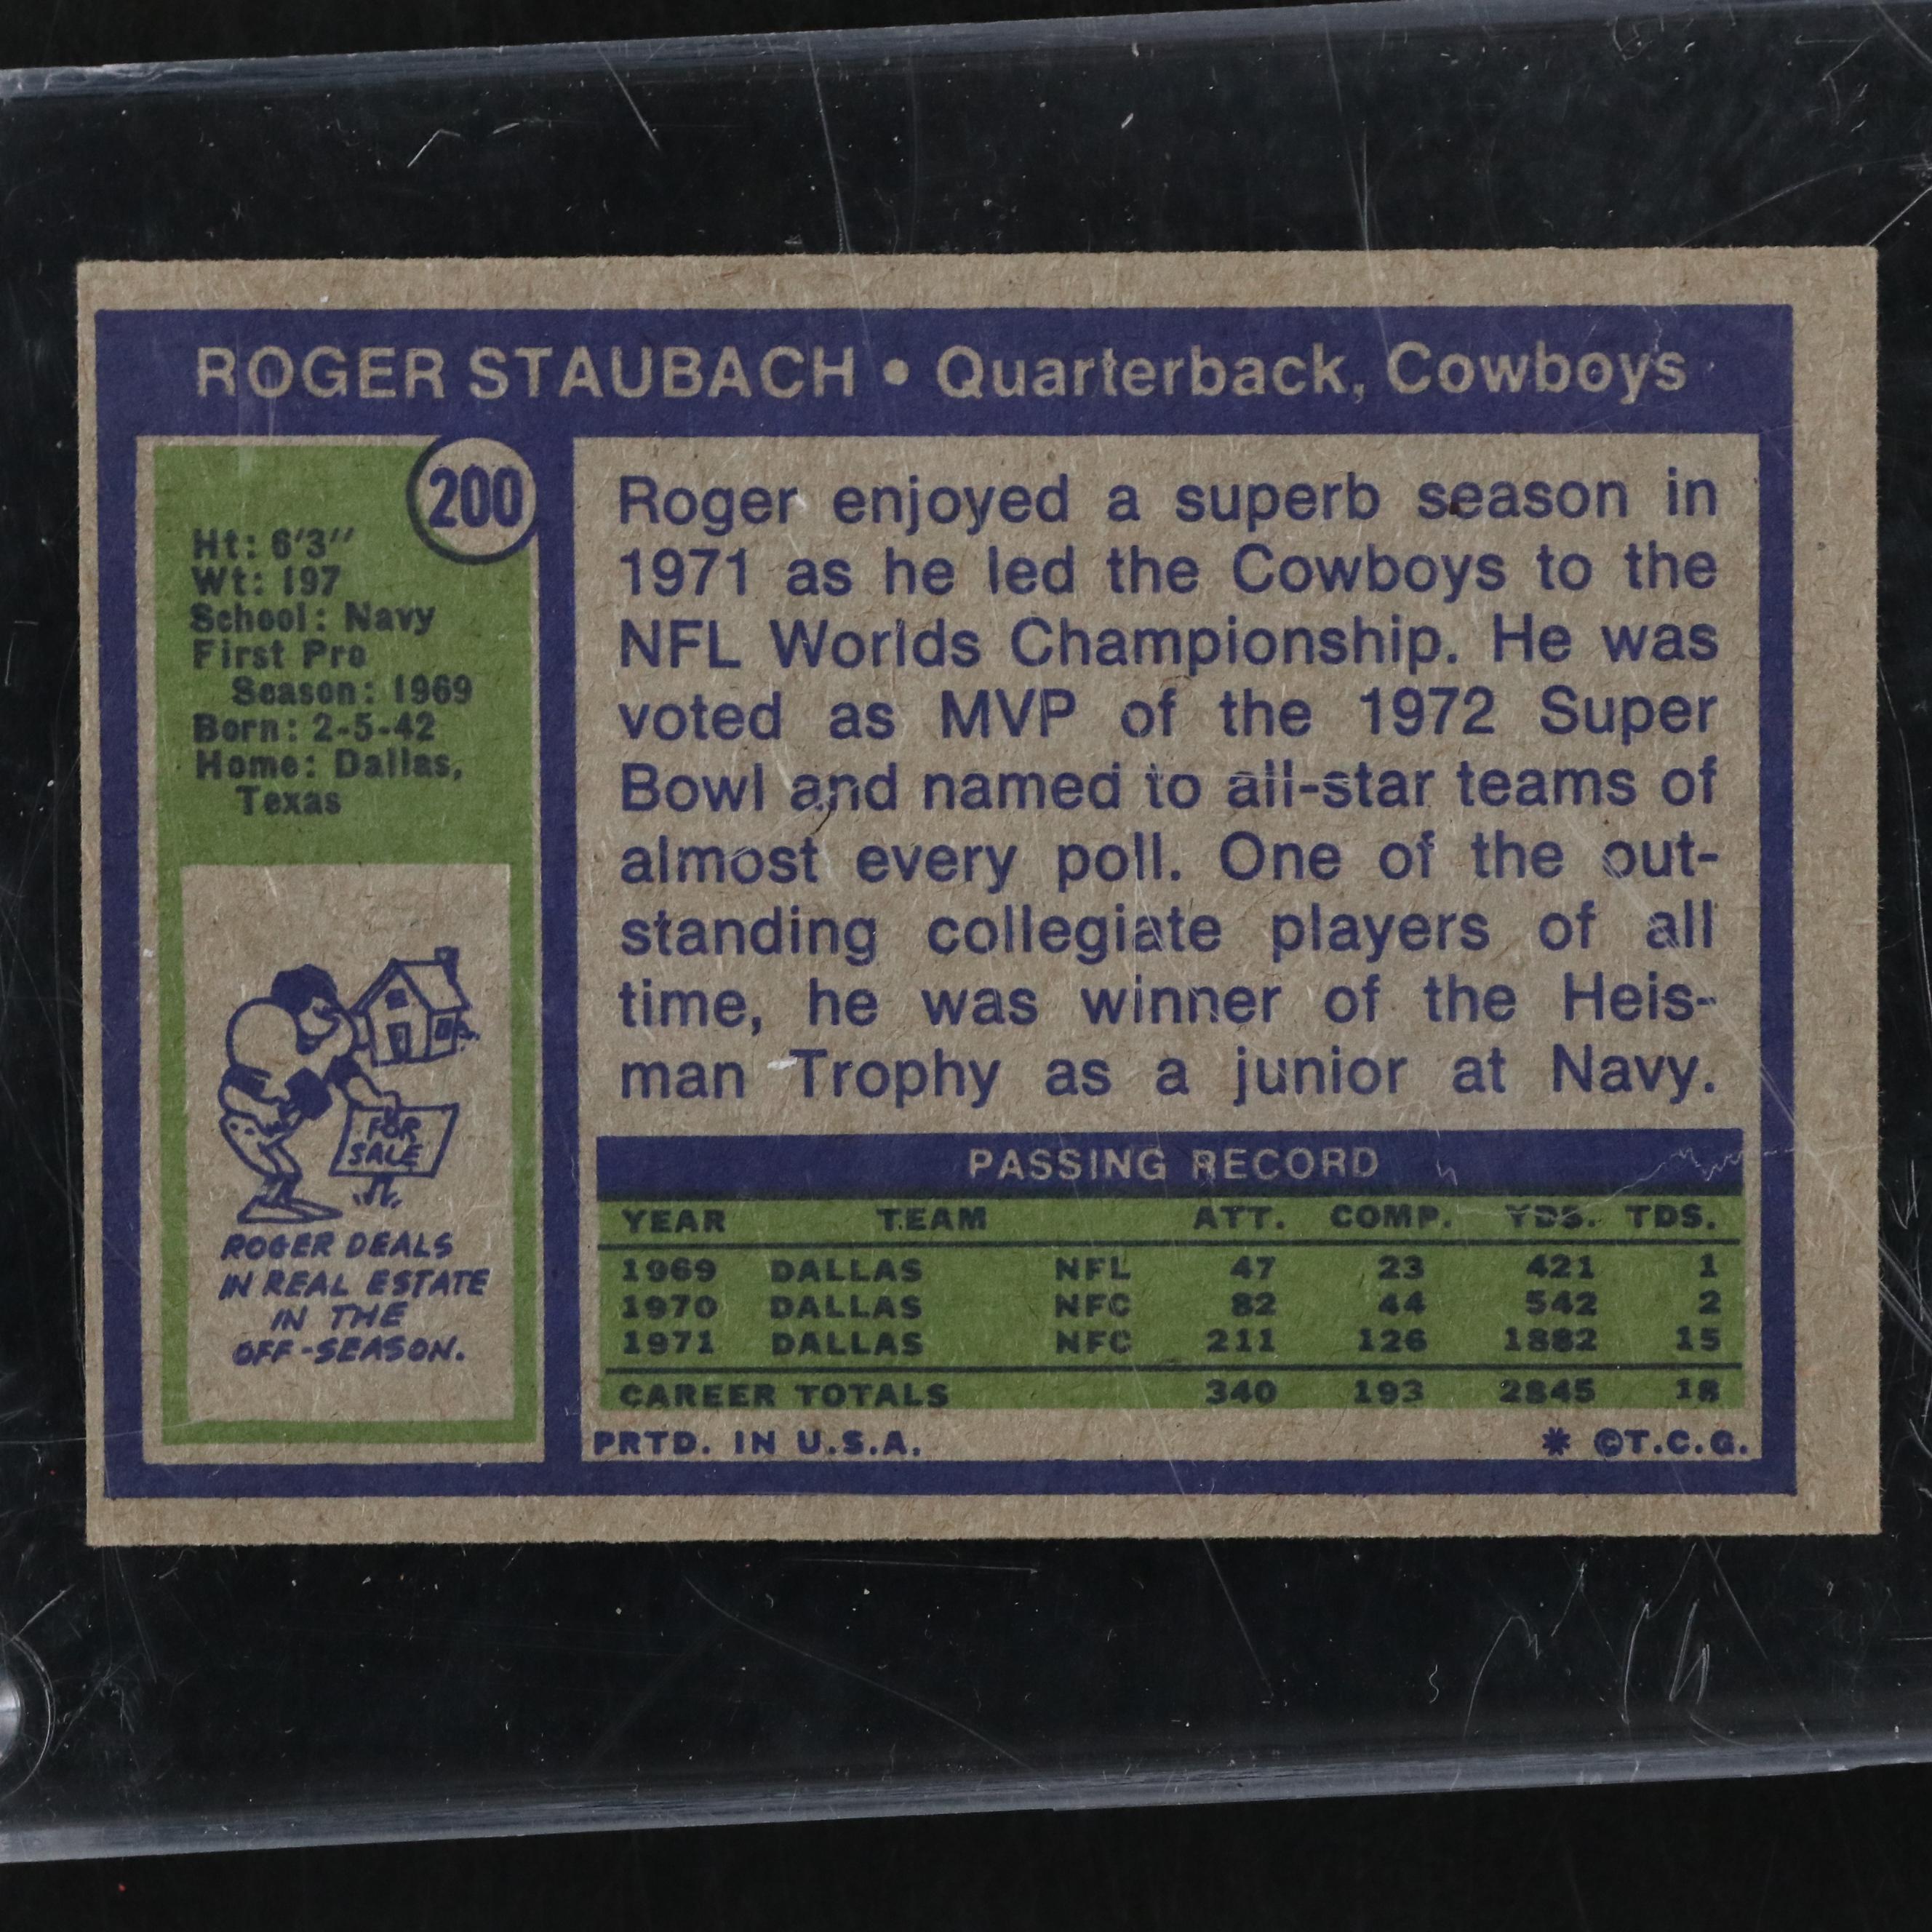 ROGER STAUBACH • Quarterback, Cowboys
200
Ht: 6'3"
Wt: 197
School: Navy
First Pro
Season: 1969
Born: 2-5-42
Home: Dallas,
Texas
FOR
SALE
ROGER DEALS
IN REAL ESTATE
IN THE
OFF-SEASON.
Roger enjoyed a superb season in
1971 as he led the Cowboys to the
NFL Worlds Championship. He was
voted as MVP of the 1972 Super
Bowl and named to all-star teams of
almost every poll. One of the out-
standing collegiate players of all
time, he was winner of the Heis-
man Trophy as a junior at Navy.
PASSING RECORD
YEAR TEAM ATT. COMP. YDS. TDS.
1969 DALLAS NFL 47 23 421 1
1970 DALLAS NFC 82 44 542 2
1971 DALLAS NFC 211 126 1882 15
CAREER TOTALS 340 193 2845 18
PRTD. IN U.S.A. * ©T.C.G.